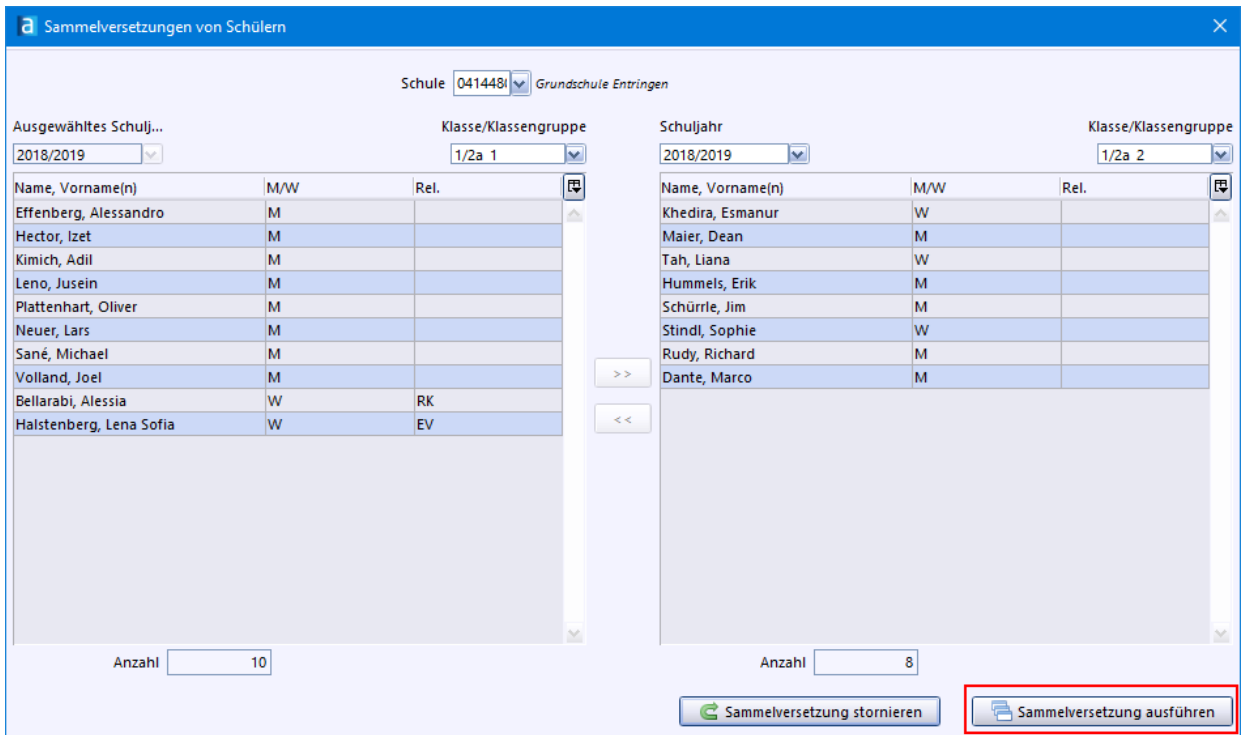 a Sammelversetzungen von Schülern
Schule 041448 Grundschule Entringen
Ausgewähltes Schulj... Klasse/Klassengruppe
2018/2019 1/2a 1
Name, Vorname(n) M/W Rel.
Effenberg, Alessandro M
Hector, Izet M
Kimich, Adil M
Leno, Jusein M
Plattenhart, Oliver M
Neuer, Lars M
Sané, Michael M
Volland, Joel M
Bellarabi, Alessia W RK
Halstenberg, Lena Sofia W EV
Anzahl 10
>>
<<
Schuljahr Klasse/Klassengruppe
2018/2019 1/2a 2
Name, Vorname(n) M/W Rel.
Khedira, Esmanur W
Maier, Dean M
Tah, Liana W
Hummels, Erik M
Schürrle, Jim M
Stindl, Sophie W
Rudy, Richard M
Dante, Marco M
Anzahl 8
Sammelversetzung stornieren
Sammelversetzung ausführen